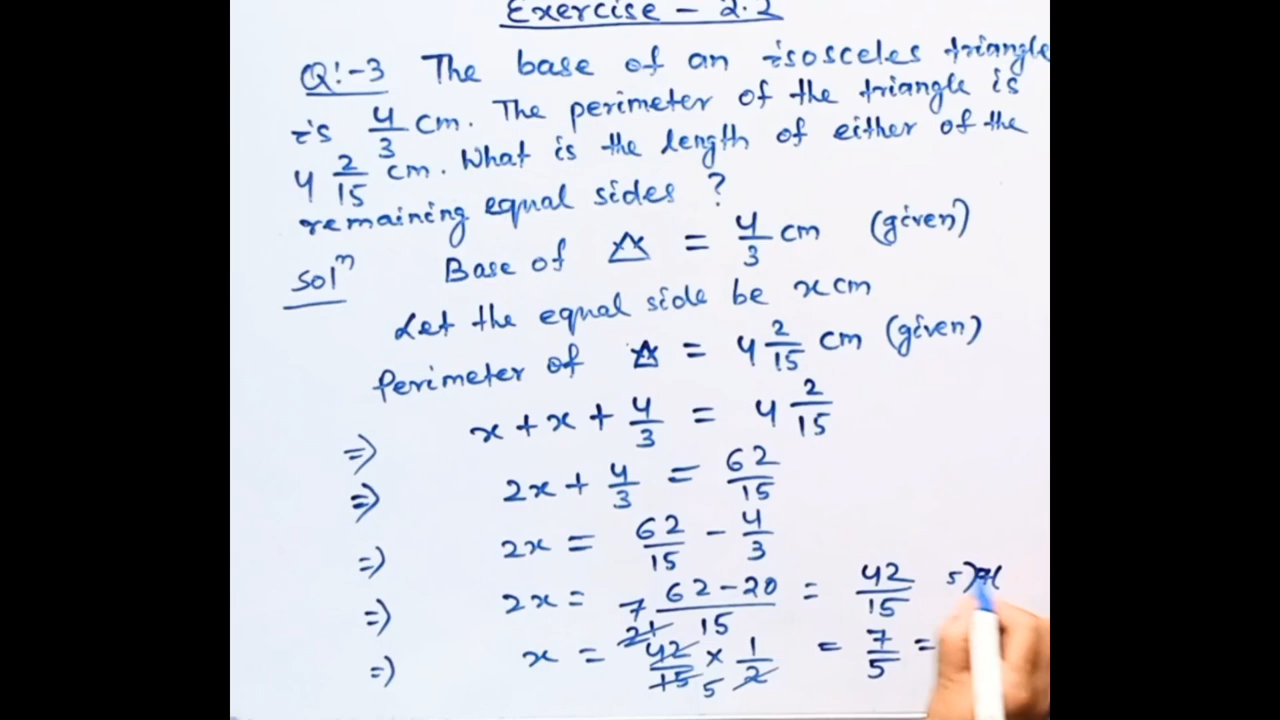 Exercise - 2.2
Q:-3 The base of an isosceles triangle
is 4/3 cm. The perimeter of the triangle is
4 2/15 cm. What is the length of either of the
remaining equal sides ?
Solⁿ Base of △ = 4/3 cm (given)
Let the equal side be x cm
Perimeter of △ = 4 2/15 cm (given)
=> x + x + 4/3 = 4 2/15
=> 2x + 4/3 = 62/15
=> 2x = 62/15 - 4/3
=> 2x = 62-20/15 = 42/15 5)
=> x = 7 21 42/15 5 × 1/2 = 7/5 =